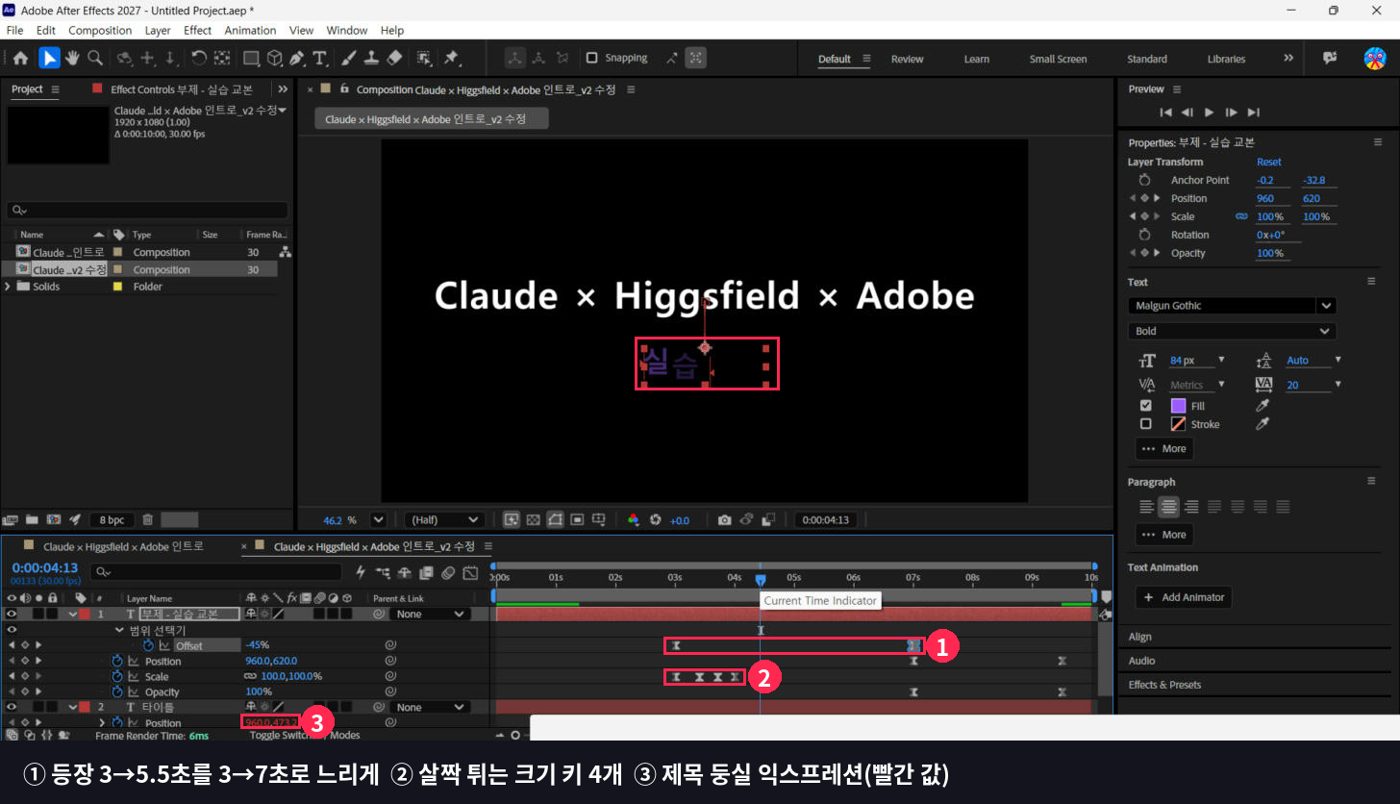 Adobe After Effects 2027 - Untitled Project.aep *
File Edit Composition Layer Effect Animation View Window Help
Snapping Default Review Learn Small Screen Standard Libraries
Project Effect Controls 부제 - 실습 교본
Claude ...ld × Adobe 인트로_v2 수정
1920 x 1080 (1.00)
Δ 0:00:10:00, 30.00 fps
Name Type Size Frame Ra...
Claude ...인트로 Composition 30
Claude ...v2 수정 Composition 30
Solids Folder
8 bpc
Composition Claude × Higgsfield × Adobe 인트로_v2 수정
Claude × Higgsfield × Adobe 인트로_v2 수정
Claude × Higgsfield × Adobe
실습
46.2 % (Half) +0.0 0:00:04:13
Preview
Properties: 부제 - 실습 교본
Layer Transform Reset
Anchor Point -0.2 -32.8
Position 960 620
Scale 100% 100%
Rotation 0x+0°
Opacity 100%
Text
Malgun Gothic
Bold
84 px Auto
Metrics 20
Fill
Stroke
More
Paragraph
More
Text Animation
Add Animator
Align
Audio
Effects & Presets
Claude × Higgsfield × Adobe 인트로 Claude × Higgsfield × Adobe 인트로_v2 수정
0:00:04:13
00133 (30.00 fps)
:00s 01s 02s 03s 04s 05s 06s 07s 08s 09s 10s
# Layer Name Parent & Link
Current Time Indicator
1 T 부제 - 실습 교본 None
범위 선택기
Offset -45%
1
Position 960.0,620.0
Scale 100.0,100.0%
2
Opacity 100%
2 T 타이틀 None
Position 960.0,473.2
3
Frame Render Time: 6ms Toggle Switches / Modes
① 등장 3→5.5초를 3→7초로 느리게 ② 살짝 튀는 크기 키 4개 ③ 제목 둥실 익스프레션(빨간 값)